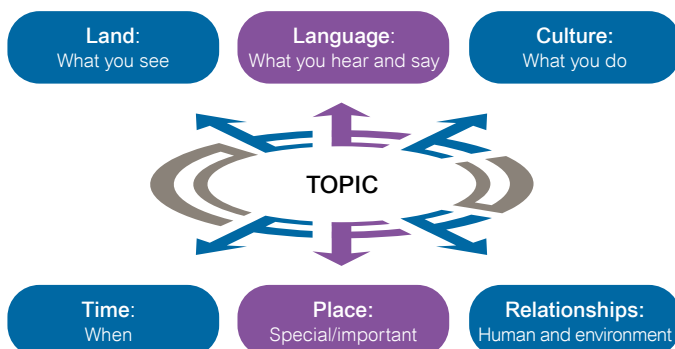 Land:
What you see
Language:
What you hear and say
Culture:
What you do
TOPIC
Time:
When
Place:
Special/important
Relationships:
Human and environment